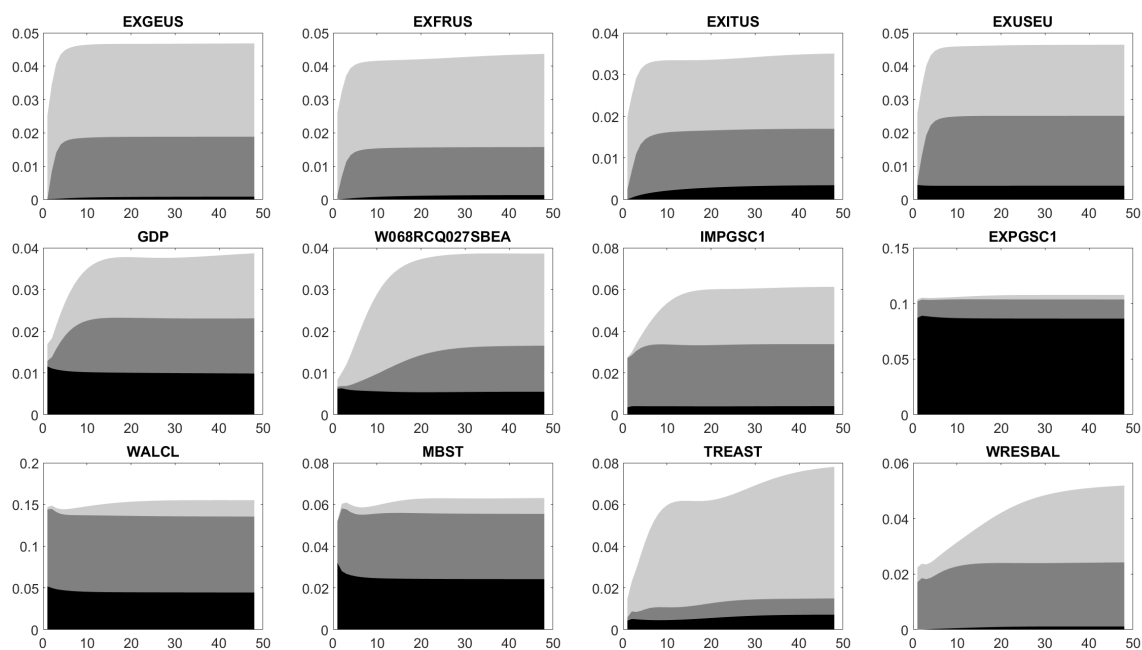 EXGEUS EXFRUS EXITUS EXUSEU
0.05 0.05 0.04 0.05
0.04 0.04 0.03 0.04
0.03 0.03 0.02 0.03
0.02 0.02 0.01 0.02
0.01 0.01 0 0.01
0 0 0
0 10 20 30 40 50 0 10 20 30 40 50 0 10 20 30 40 50 0 10 20 30 40 50
GDP W068RCQ027SBEA IMPGSC1 EXPGSC1
0.04 0.04 0.08 0.15
0.03 0.03 0.06 0.1
0.02 0.02 0.04 0.05
0.01 0.01 0.02 0
0 0 0
0 10 20 30 40 50 0 10 20 30 40 50 0 10 20 30 40 50 0 10 20 30 40 50
WALCL MBST TREAST WRESBAL
0.2 0.08 0.08 0.06
0.15 0.06 0.06 0.04
0.1 0.04 0.04 0.02
0.05 0.02 0.02 0
0 0 0
0 10 20 30 40 50 0 10 20 30 40 50 0 10 20 30 40 50 0 10 20 30 40 50